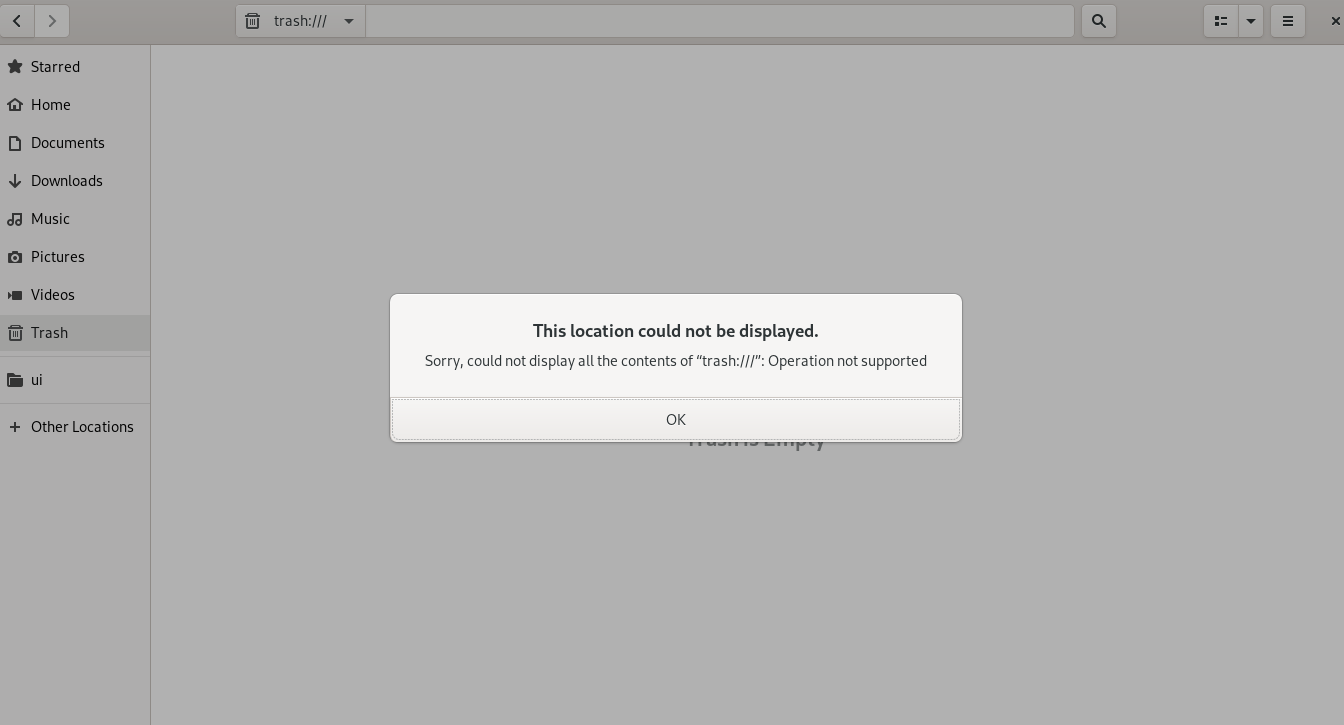 trash:///
Starred
Home
Documents
Downloads
Music
Pictures
Videos
Trash
ui
Other Locations
This location could not be displayed.
Sorry, could not display all the contents of “trash:///”: Operation not supported
OK
Trash is Empty